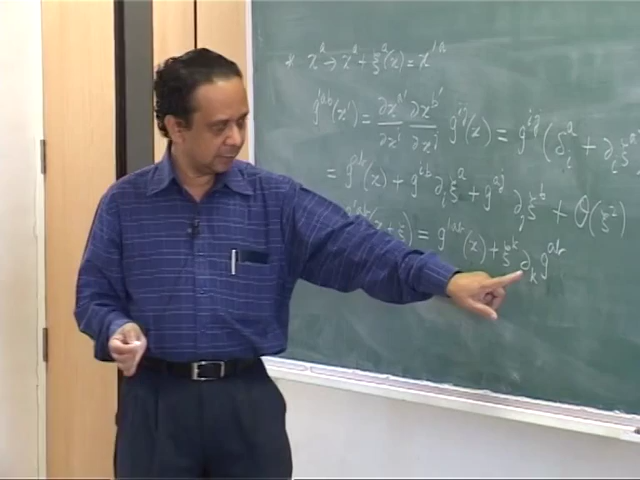 * x^a → x^a + ξ^a(x) = x'^a
g'^{ab}(x') = ∂x^{a'}/∂x^i ∂x^{b'}/∂x^j g^{ij}(x) = g^{ij}(δ_i^a + ∂_i ξ^a
= g^{ab}(x) + g^{ib} ∂_i ξ^a + g^{aj} ∂_j ξ^b + O(ξ²)
g'^{ab}(x+ξ) = g'^{ab}(x) + ξ^k ∂_k g^{ab}